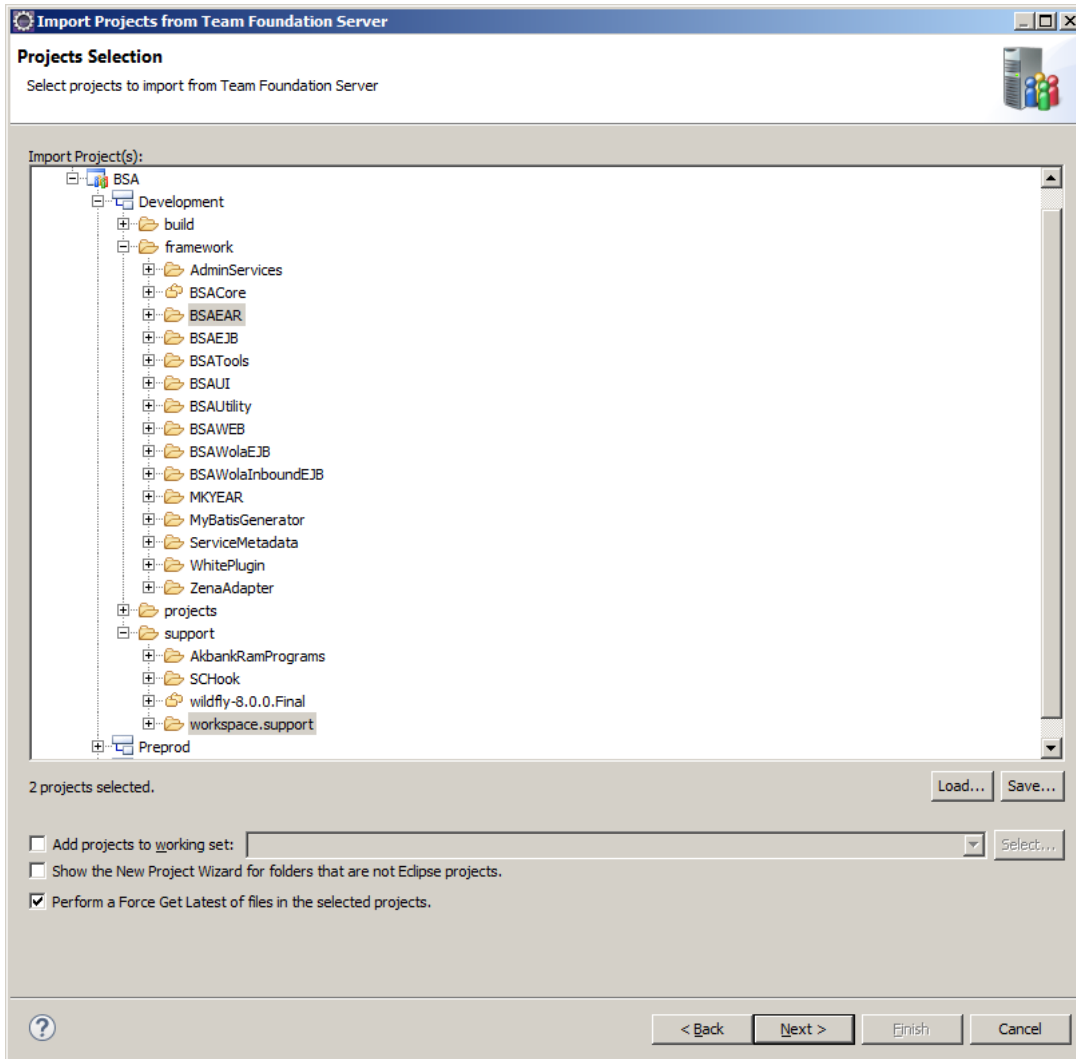 Import Projects from Team Foundation Server
Projects Selection
Select projects to import from Team Foundation Server
Import Project(s):
BSA
Development
build
framework
AdminServices
BSACore
BSAEAR
BSAEJB
BSATools
BSAUI
BSAUtility
BSAWEB
BSAWolaEJB
BSAWolaInboundEJB
MKYEAR
MyBatisGenerator
ServiceMetadata
WhitePlugin
ZenaAdapter
projects
support
AkbankRamPrograms
SCHook
wildfly-8.0.0.Final
workspace.support
Preprod
2 projects selected.
Load... Save...
Add projects to working set: Select...
Show the New Project Wizard for folders that are not Eclipse projects.
Perform a Force Get Latest of files in the selected projects.
? < Back Next > Finish Cancel